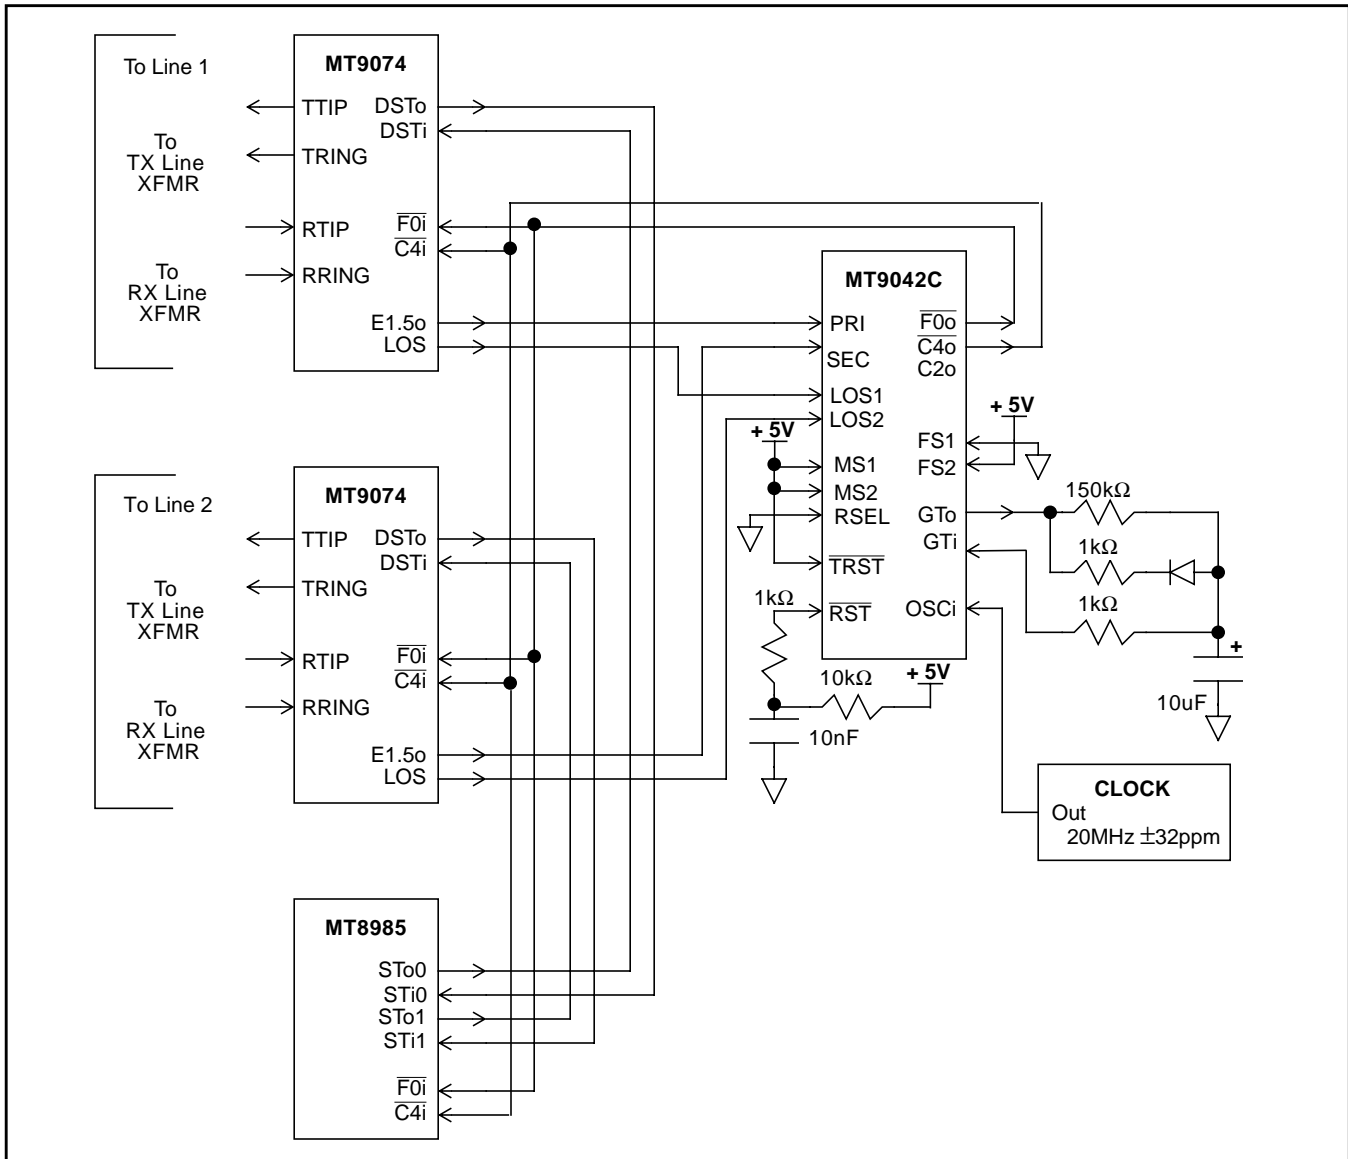 To Line 1
MT9074
TTIP
DSTo
DSTi
To
TX Line
XFMR
TRING
RTIP
F0i
C4i
To
RX Line
XFMR
RRING
E1.5o
LOS
MT9042C
PRI
F0o
SEC
C4o
C2o
LOS1
LOS2
+ 5V
+ 5V
FS1
FS2
MS1
MS2
RSEL
GTo
GTi
150kΩ
1kΩ
1kΩ
TRST
1kΩ
RST
OSCi
10kΩ
+ 5V
10nF
+
10uF
CLOCK
Out
20MHz ±32ppm
To Line 2
MT9074
TTIP
DSTo
DSTi
To
TX Line
XFMR
TRING
RTIP
F0i
C4i
To
RX Line
XFMR
RRING
E1.5o
LOS
MT8985
STo0
STi0
STo1
STi1
F0i
C4i